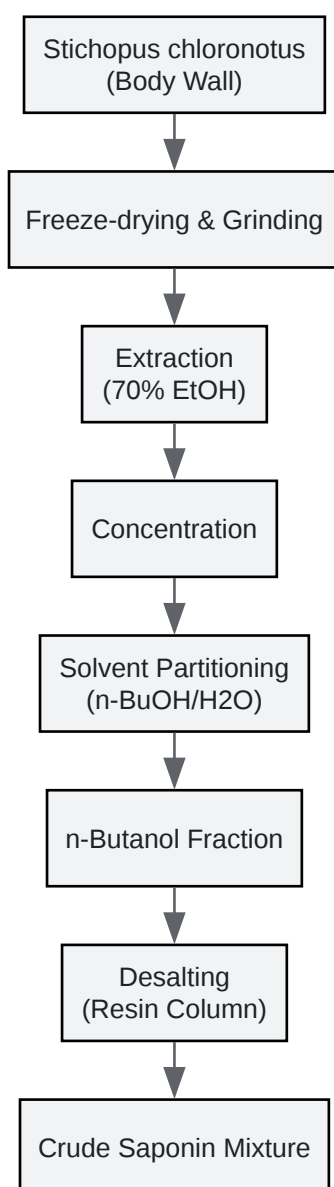 Stichopus chloronotus
(Body Wall)
Freeze-drying & Grinding
Extraction
(70% EtOH)
Concentration
Solvent Partitioning
(n-BuOH/H2O)
n-Butanol Fraction
Desalting
(Resin Column)
Crude Saponin Mixture